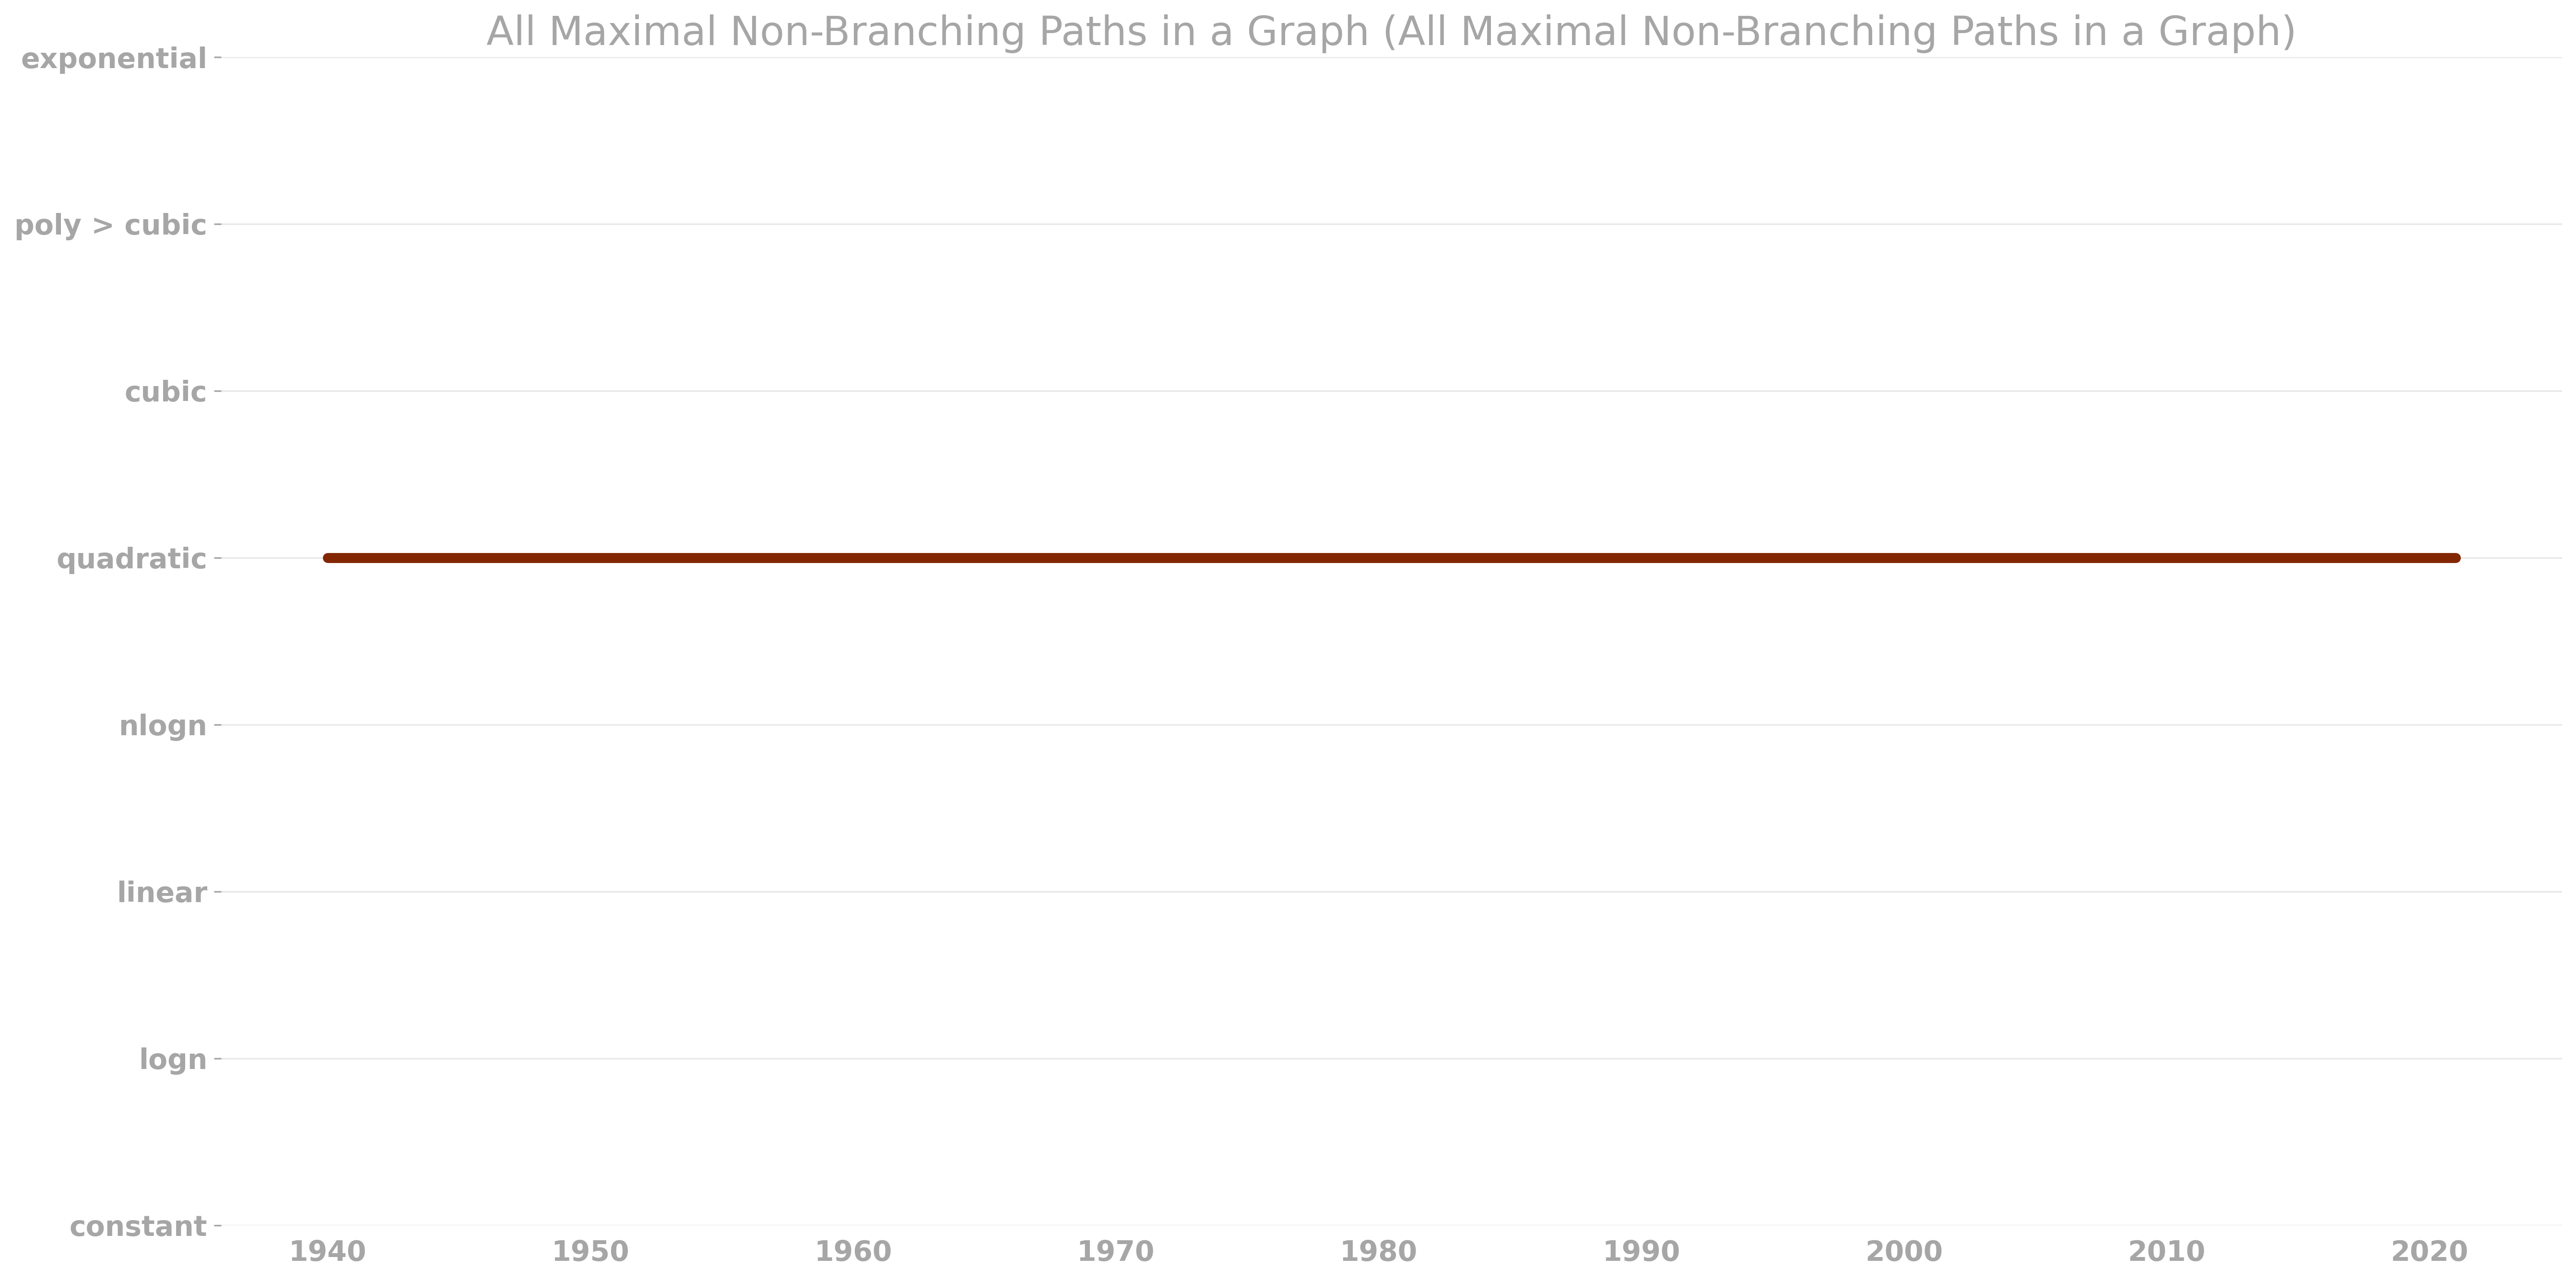 All Maximal Non-Branching Paths in a Graph (All Maximal Non-Branching Paths in a Graph)
exponential
poly > cubic
cubic
quadratic
nlogn
linear
logn
constant
1940 1950 1960 1970 1980 1990 2000 2010 2020